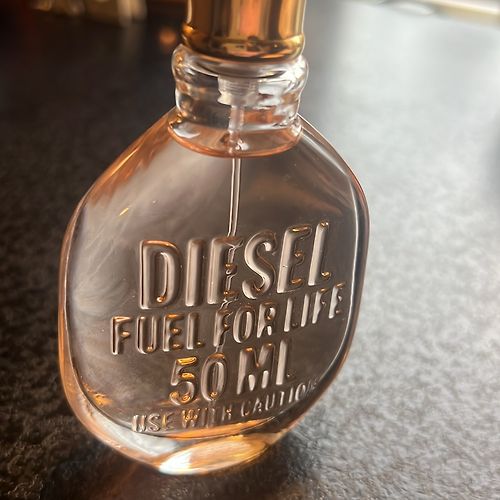 DIESEL
FUEL FOR LIFE
50 ML
USE WITH CAUTION